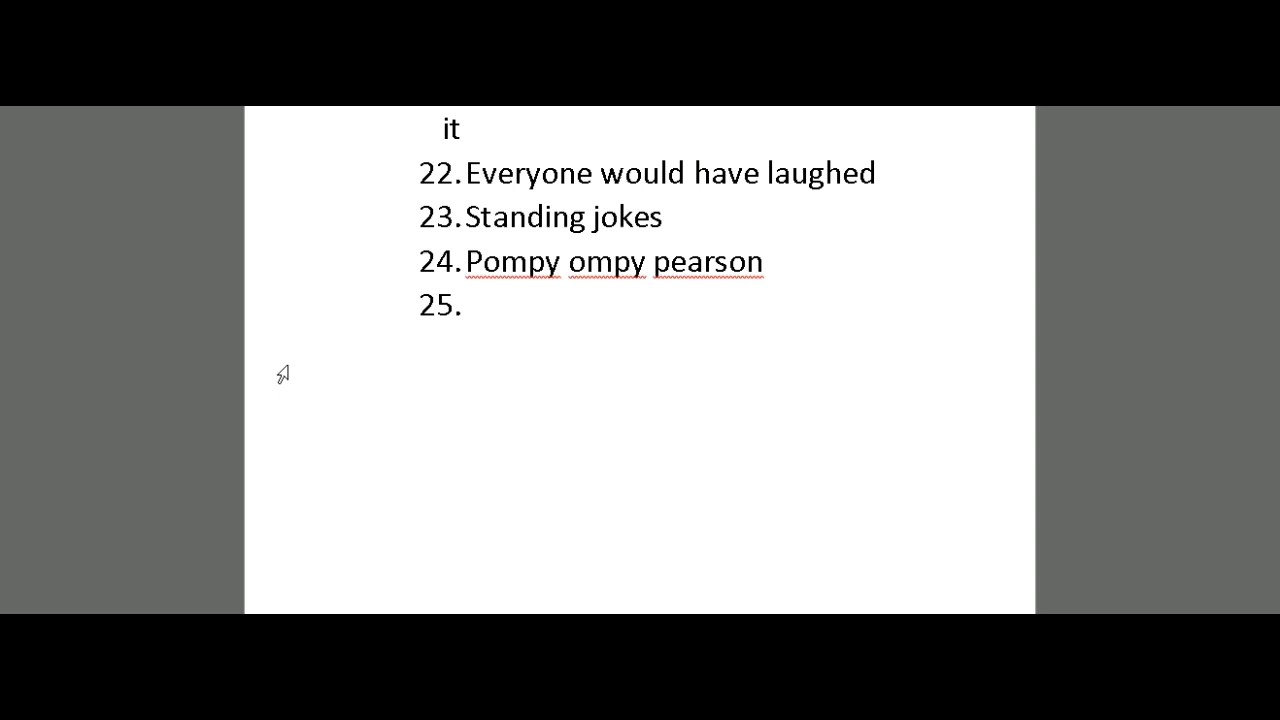 it
22. Everyone would have laughed
23. Standing jokes
24. Pompy ompy pearson
25.